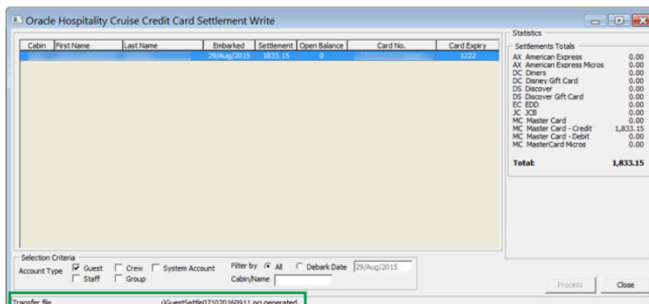 Oracle Hospitality Cruise Credit Card Settlement Write
Cabin First Name Last Name Embarked Settlement Open Balance Card No. Card Expiry
29/Aug/2015 1833.15 0 1222
Statistics
Settlements Totals
AX American Express 0.00
AX American Express Micros 0.00
DC Diners 0.00
DC Disney Gift Card 0.00
DS Discover 0.00
DS Discover Gift Card 0.00
EC EDD 0.00
JC JCB 0.00
MC Master Card 0.00
MC Master Card - Credit 1,833.15
MC Master Card - Debit 0.00
MC MasterCard Micros 0.00
Total: 1,833.15
Selection Criteria
Account Type Guest Crew System Account Filter by All Debark Date 29/Aug/2015
Staff Group Cabin/Name
Process Close
Transfer file